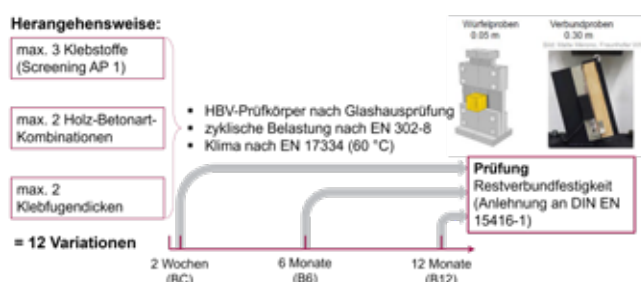 Herangehensweise:
max. 3 Klebstoffe
(Screening AP 1)
max. 2 Holz-Betonart-
Kombinationen
max. 2
Klebfugendicken
= 12 Variationen
• HBV-Prüfkörper nach Glashausprüfung
• zyklische Belastung nach EN 302-8
• Klima nach EN 17334 (60 °C)
Würfelproben
0.05 m
Verbundproben
0.30 m
Prüfung
Restverbundfestigkeit
(Anlehnung an DIN EN
15416-1)
2 Wochen
(BC)
6 Monate
(B6)
12 Monate
(B12)